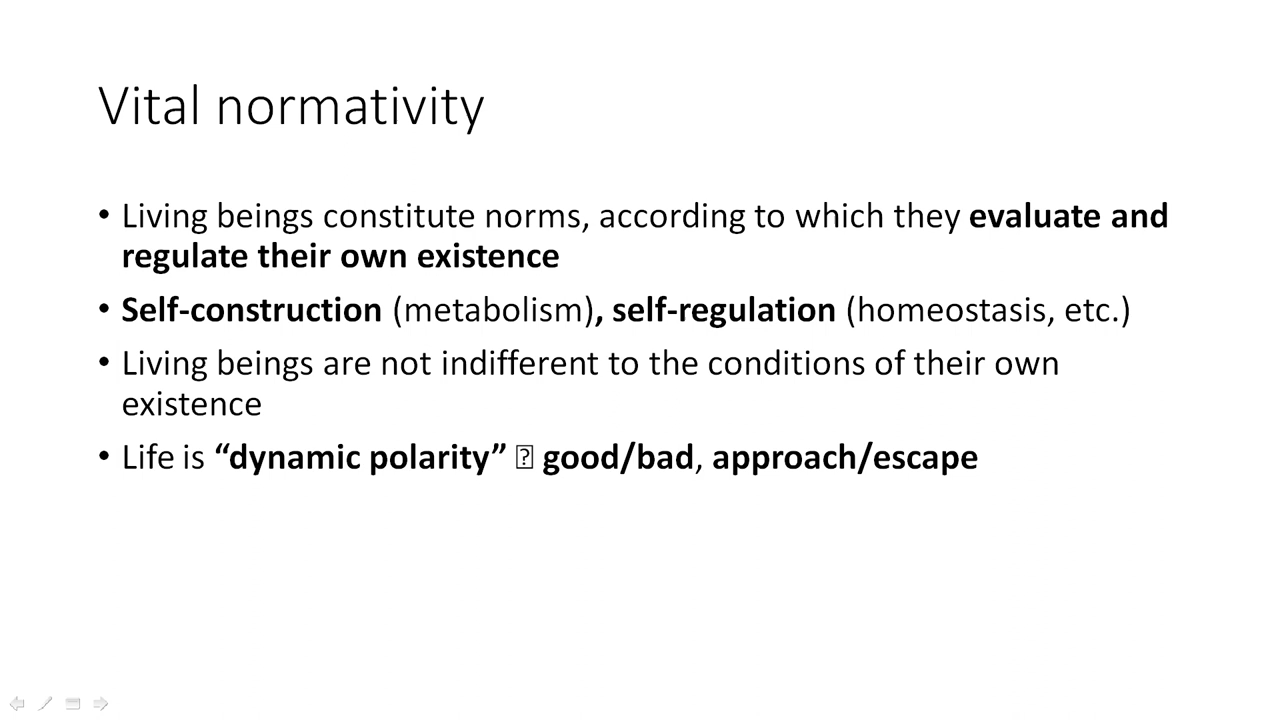 Vital normativity
• Living beings constitute norms, according to which they evaluate and
regulate their own existence
• Self-construction (metabolism), self-regulation (homeostasis, etc.)
• Living beings are not indifferent to the conditions of their own
existence
• Life is “dynamic polarity” ⍰ good/bad, approach/escape